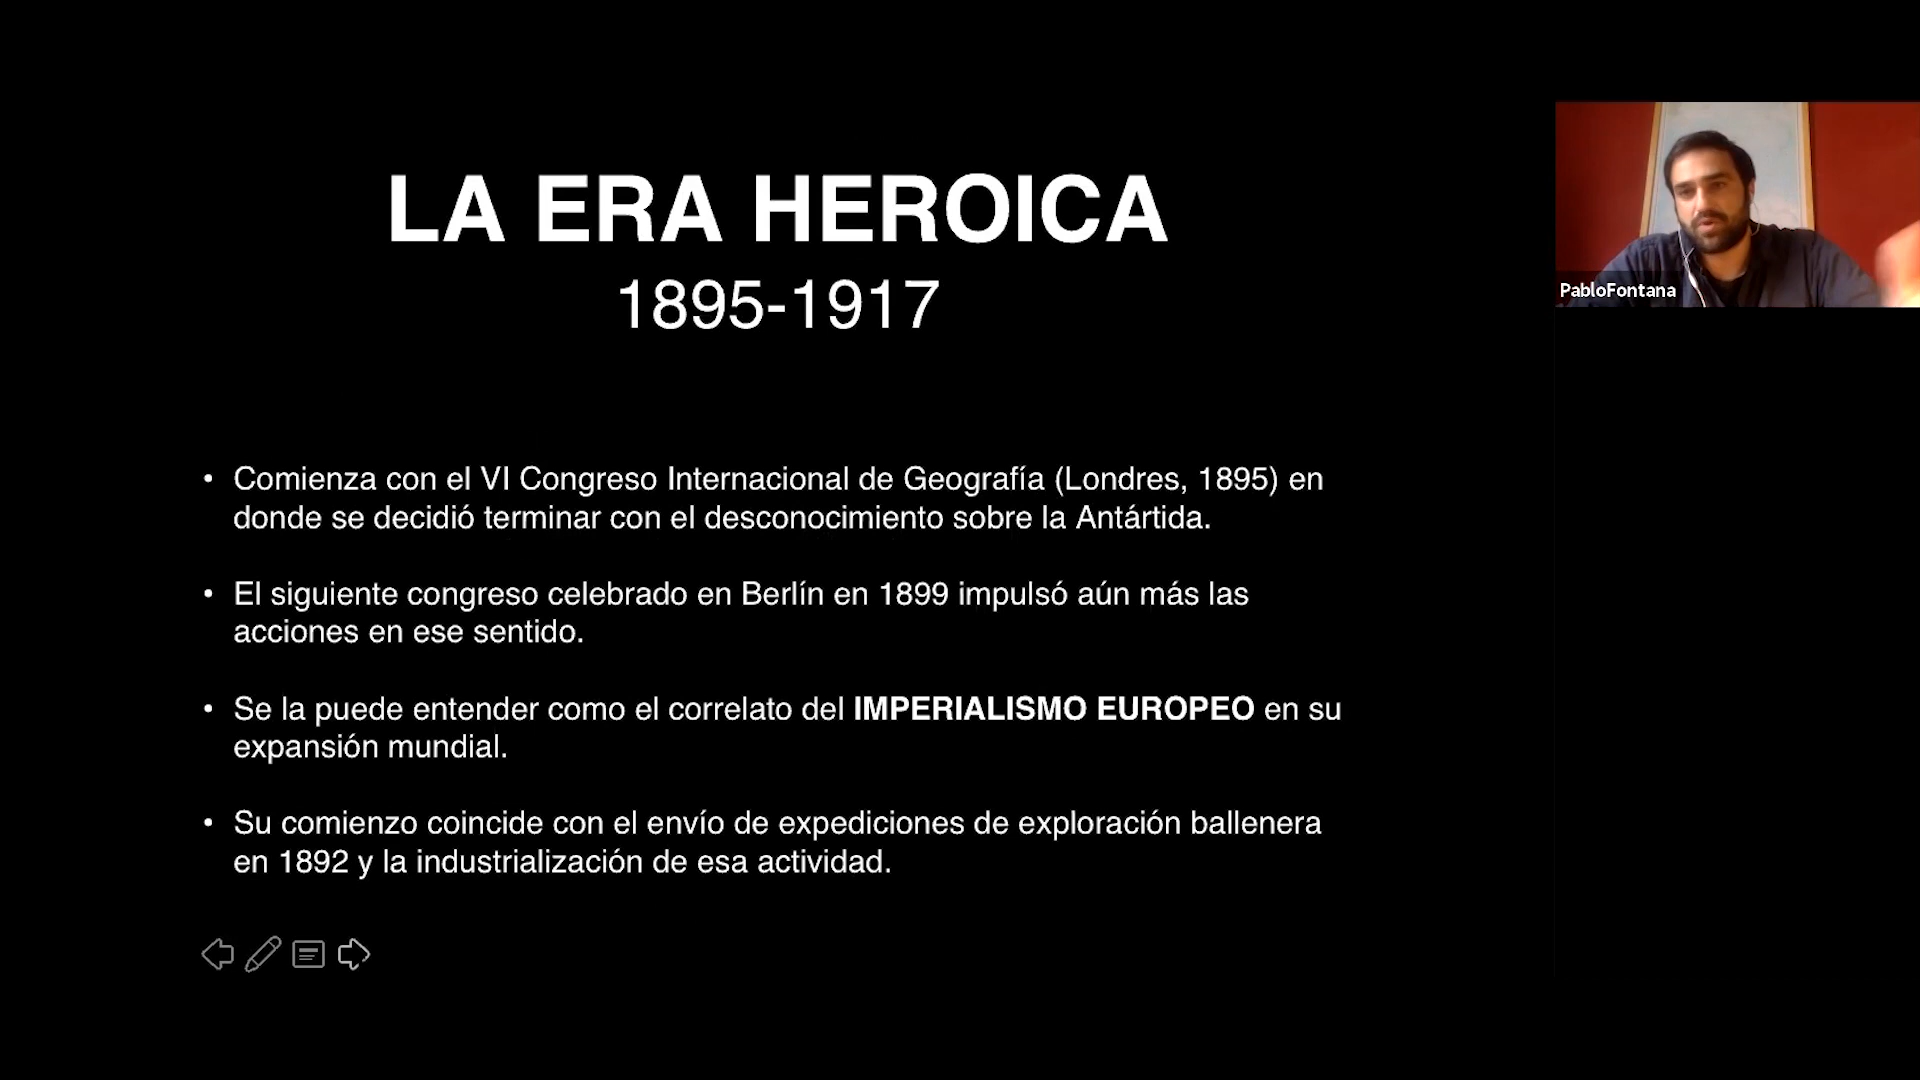 LA ERA HEROICA
1895-1917
• Comienza con el VI Congreso Internacional de Geografía (Londres, 1895) en
donde se decidió terminar con el desconocimiento sobre la Antártida.
• El siguiente congreso celebrado en Berlín en 1899 impulsó aún más las
acciones en ese sentido.
• Se la puede entender como el correlato del IMPERIALISMO EUROPEO en su
expansión mundial.
• Su comienzo coincide con el envío de expediciones de exploración ballenera
en 1892 y la industrialización de esa actividad.
PabloFontana